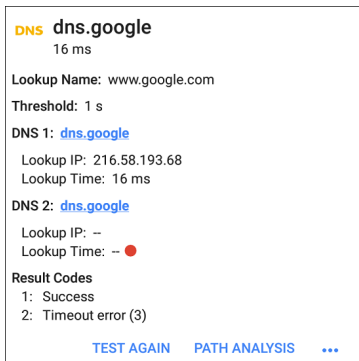 DNS dns.google
16 ms
Lookup Name: www.google.com
Threshold: 1 s
DNS 1: dns.google
Lookup IP: 216.58.193.68
Lookup Time: 16 ms
DNS 2: dns.google
Lookup IP: --
Lookup Time: --
Result Codes
1: Success
2: Timeout error (3)
TEST AGAIN PATH ANALYSIS •••